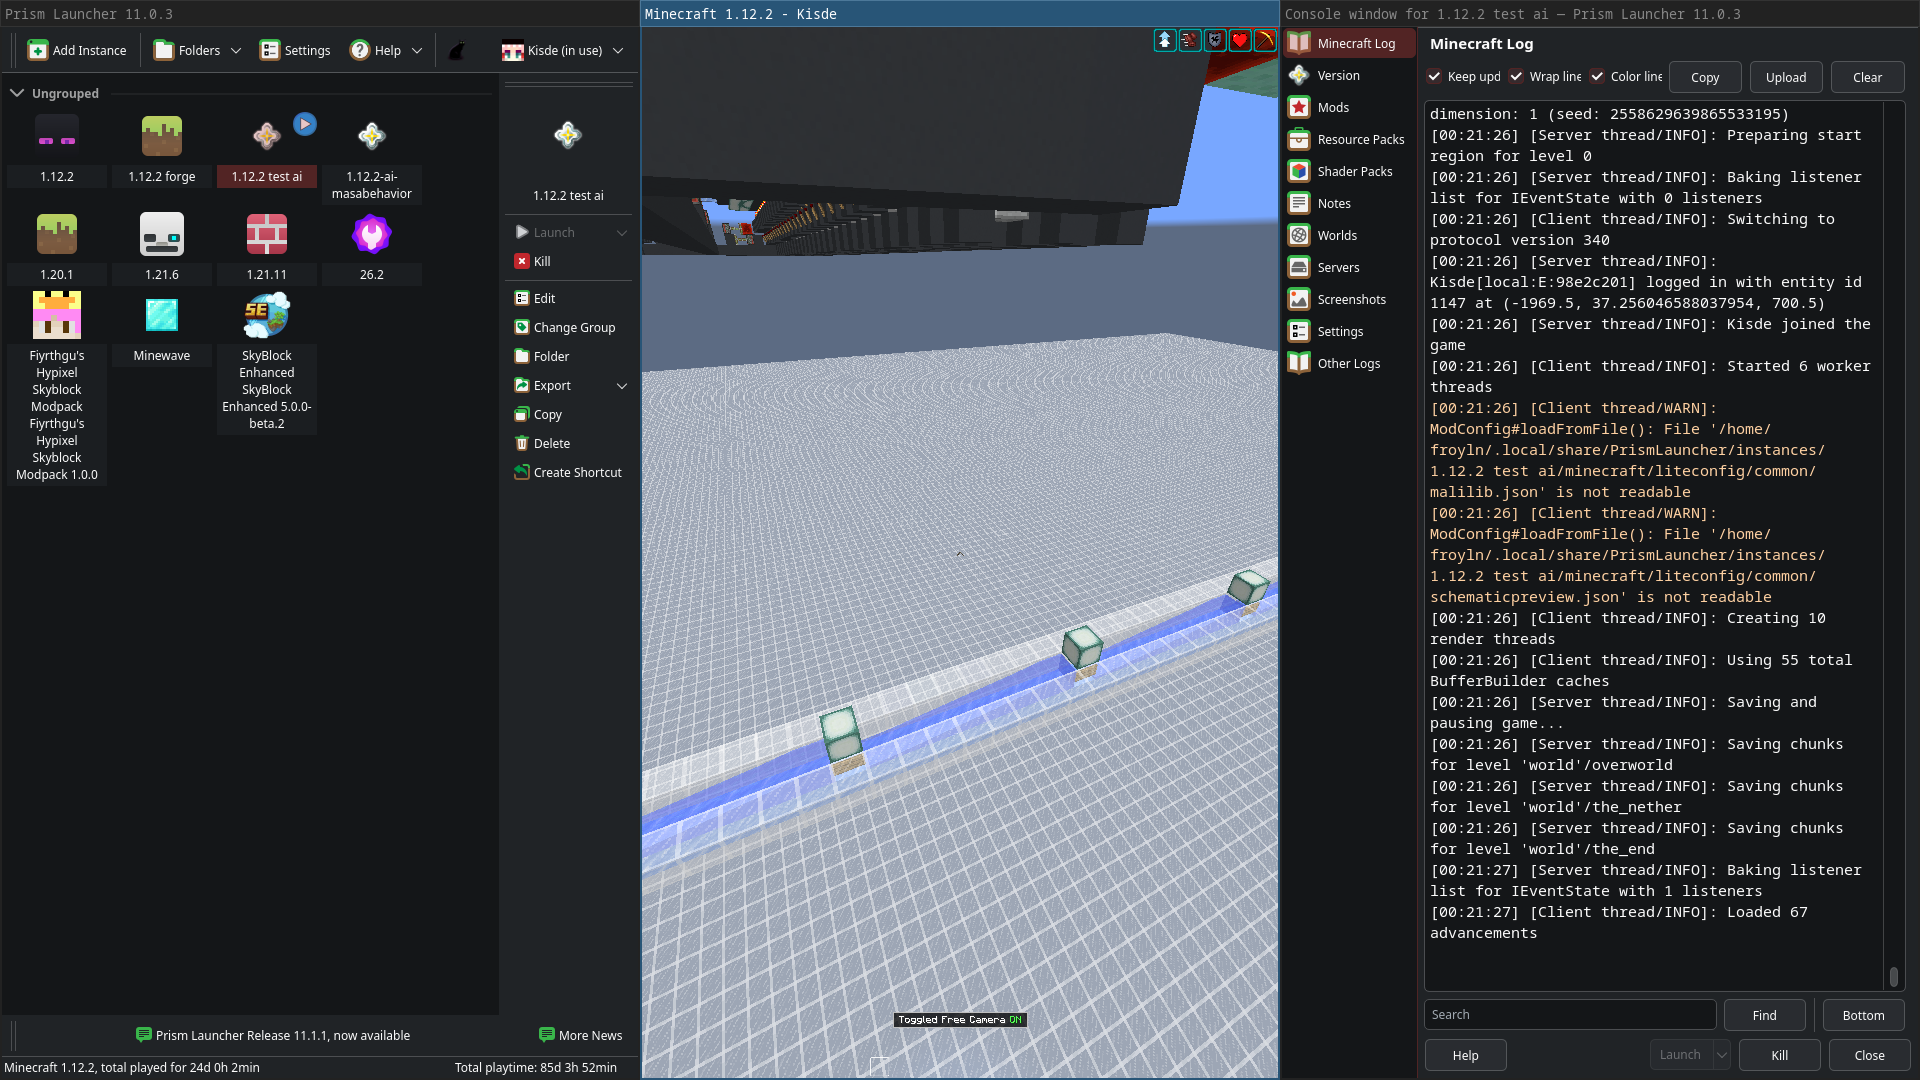 Prism Launcher 11.0.3
Add Instance
Folders
Settings
Help
Kisde (in use)
Ungrouped
1.12.2
1.12.2 forge
1.12.2 test ai
1.12.2-ai-
masabehavior
1.20.1
1.21.6
1.21.11
26.2
Fiyrthgu's
Hypixel
Skyblock
Modpack
Fiyrthgu's
Hypixel
Skyblock
Modpack 1.0.0
Minewave
SE
SkyBlock
Enhanced
SkyBlock
Enhanced 5.0.0-
beta.2
1.12.2 test ai
Launch
Kill
Edit
Change Group
Folder
Export
Copy
Delete
Create Shortcut
Prism Launcher Release 11.1.1, now available
More News
Minecraft 1.12.2, total played for 24d 0h 2min
Total playtime: 85d 3h 52min
Minecraft 1.12.2 - Kisde
Toggled Free Camera ON
Console window for 1.12.2 test ai — Prism Launcher 11.0.3
Minecraft Log
Version
Mods
Resource Packs
Shader Packs
Notes
Worlds
Servers
Screenshots
Settings
Other Logs
Minecraft Log
Keep upd
Wrap line
Color line
Copy
Upload
Clear
dimension: 1 (seed: 2558629639865533195)
[00:21:26] [Server thread/INFO]: Preparing start
region for level 0
[00:21:26] [Server thread/INFO]: Baking listener
list for IEventState with 0 listeners
[00:21:26] [Client thread/INFO]: Switching to
protocol version 340
[00:21:26] [Server thread/INFO]:
Kisde[local:E:98e2c201] logged in with entity id
1147 at (-1969.5, 37.256046588037954, 700.5)
[00:21:26] [Server thread/INFO]: Kisde joined the
game
[00:21:26] [Client thread/INFO]: Started 6 worker
threads
[00:21:26] [Client thread/WARN]:
ModConfig#loadFromFile(): File '/home/
froyln/.local/share/PrismLauncher/instances/
1.12.2 test ai/minecraft/liteconfig/common/
malilib.json' is not readable
[00:21:26] [Client thread/WARN]:
ModConfig#loadFromFile(): File '/home/
froyln/.local/share/PrismLauncher/instances/
1.12.2 test ai/minecraft/liteconfig/common/
schematicpreview.json' is not readable
[00:21:26] [Client thread/INFO]: Creating 10
render threads
[00:21:26] [Client thread/INFO]: Using 55 total
BufferBuilder caches
[00:21:26] [Server thread/INFO]: Saving and
pausing game...
[00:21:26] [Server thread/INFO]: Saving chunks
for level 'world'/overworld
[00:21:26] [Server thread/INFO]: Saving chunks
for level 'world'/the_nether
[00:21:26] [Server thread/INFO]: Saving chunks
for level 'world'/the_end
[00:21:27] [Server thread/INFO]: Baking listener
list for IEventState with 1 listeners
[00:21:27] [Client thread/INFO]: Loaded 67
advancements
Search
Find
Bottom
Help
Launch
Kill
Close